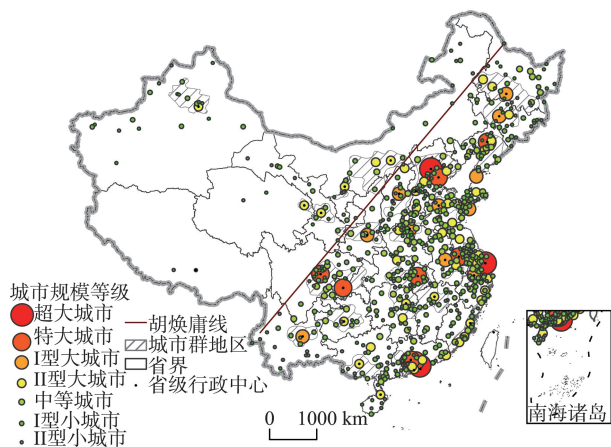 城市规模等级
超大城市
特大城市
I型大城市
II型大城市
中等城市
I型小城市
II型小城市
胡焕庸线
城市群地区
省界
省级行政中心
0 1000 km
南海诸岛